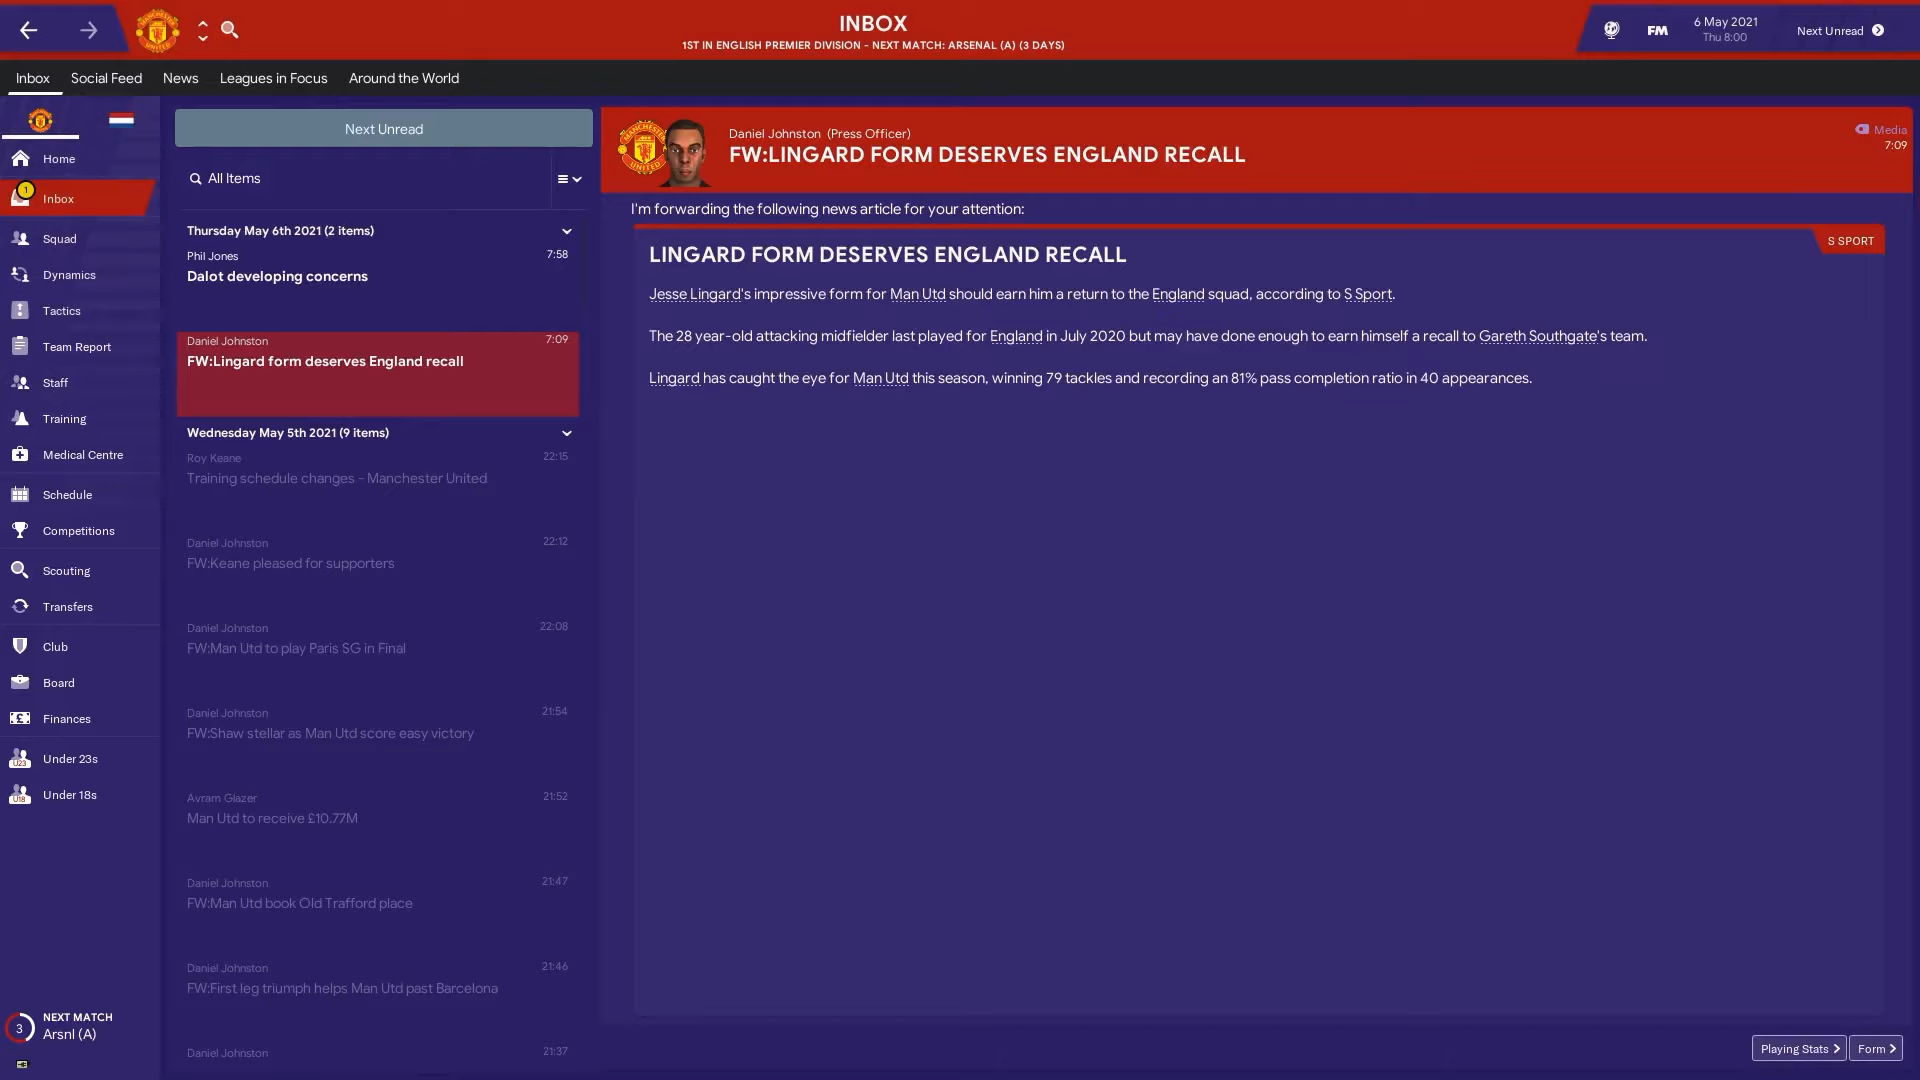 INBOX
1ST IN ENGLISH PREMIER DIVISION - NEXT MATCH: ARSENAL (A) (3 DAYS)
FM
6 May 2021
Thu 8:00
Next Unread
Inbox
Social Feed
News
Leagues in Focus
Around the World
Home
1
Inbox
Squad
Dynamics
Tactics
Team Report
Staff
Training
Medical Centre
Schedule
Competitions
Scouting
Transfers
Club
Board
Finances
U23
Under 23s
U18
Under 18s
3
NEXT MATCH
Arsnl (A)
Next Unread
All Items
Thursday May 6th 2021 (2 items)
Phil Jones 7:58
Dalot developing concerns
Daniel Johnston 7:09
FW:Lingard form deserves England recall
Wednesday May 5th 2021 (9 items)
Roy Keane 22:15
Training schedule changes - Manchester United
Daniel Johnston 22:12
FW:Keane pleased for supporters
Daniel Johnston 22:08
FW:Man Utd to play Paris SG in Final
Daniel Johnston 21:54
FW:Shaw stellar as Man Utd score easy victory
Avram Glazer 21:52
Man Utd to receive £10.77M
Daniel Johnston 21:47
FW:Man Utd book Old Trafford place
Daniel Johnston 21:46
FW:First leg triumph helps Man Utd past Barcelona
Daniel Johnston 21:37
MANCHESTER
UNITED
Daniel Johnston (Press Officer)
FW:LINGARD FORM DESERVES ENGLAND RECALL
Media
7:09
I'm forwarding the following news article for your attention:
S SPORT
LINGARD FORM DESERVES ENGLAND RECALL
Jesse Lingard's impressive form for Man Utd should earn him a return to the England squad, according to S Sport.
The 28 year-old attacking midfielder last played for England in July 2020 but may have done enough to earn himself a recall to Gareth Southgate's team.
Lingard has caught the eye for Man Utd this season, winning 79 tackles and recording an 81% pass completion ratio in 40 appearances.
Playing Stats
Form